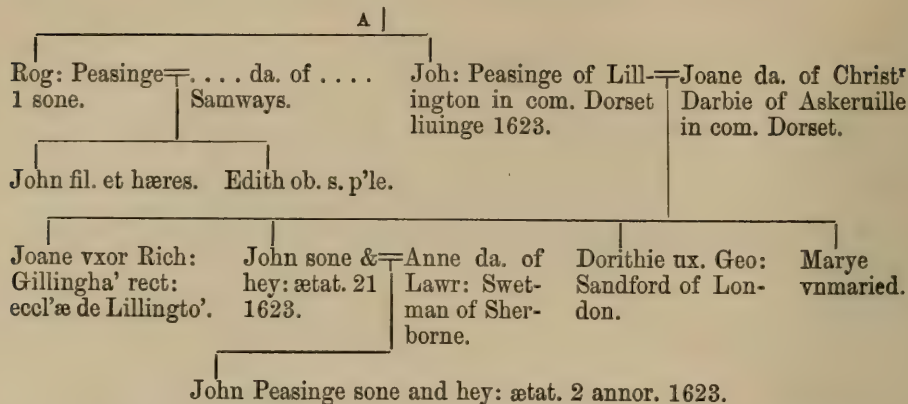 A
Rog: Peasinge
1 sone.
. . . . da. of . . . .
Samways.
Joh: Peasinge of Lill-
ington in com. Dorset
liuinge 1623.
Joane da. of Christʳ
Darbie of Askeruille
in com. Dorset.
John fil. et hæres.
Edith ob. s. p'le.
Joane vxor Rich:
Gillingha' rect:
eccl'æ de Lillingto'.
John sone &
hey: ætat. 21
1623.
Anne da. of
Lawr: Swet-
man of Sher-
borne.
Dorithie ux. Geo:
Sandford of Lon-
don.
Marye
vnmaried.
John Peasinge sone and hey: ætat. 2 annor. 1623.